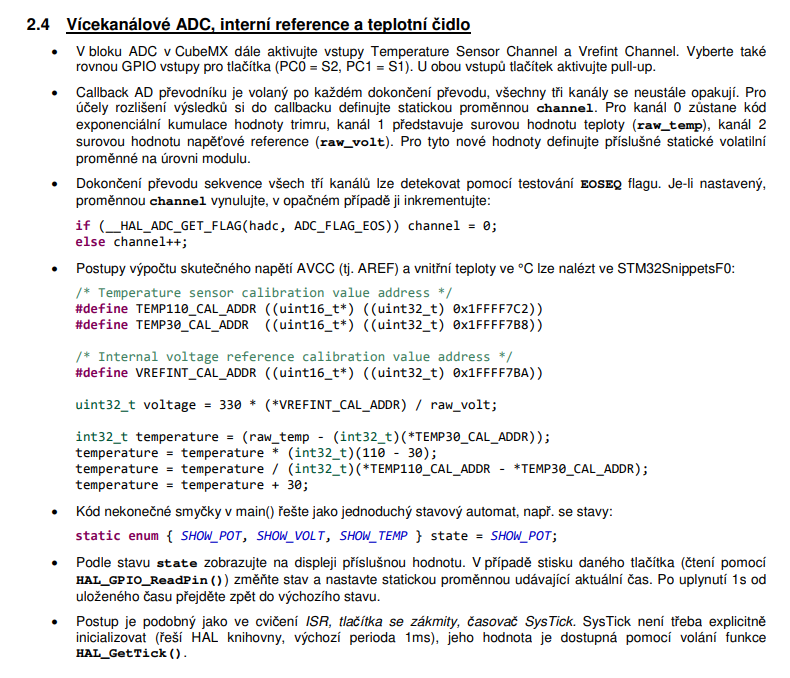 2.4 Vícekanálové ADC, interní reference a teplotní čidlo
• V bloku ADC v CubeMX dále aktivujte vstupy Temperature Sensor Channel a Vrefint Channel. Vyberte také
rovnou GPIO vstupy pro tlačítka (PC0 = S2, PC1 = S1). U obou vstupů tlačítek aktivujte pull-up.
• Callback AD převodníku je volaný po každém dokončení převodu, všechny tři kanály se neustále opakují. Pro
účely rozlišení výsledků si do callbacku definujte statickou proměnnou channel. Pro kanál 0 zůstane kód
exponenciální kumulace hodnoty trimru, kanál 1 představuje surovou hodnotu teploty (raw_temp), kanál 2
surovou hodnotu napěťové reference (raw_volt). Pro tyto nové hodnoty definujte příslušné statické volatilní
proměnné na úrovni modulu.
• Dokončení převodu sekvence všech tří kanálů lze detekovat pomocí testování EOSEQ flagu. Je-li nastavený,
proměnnou channel vynulujte, v opačném případě ji inkrementujte:
if (__HAL_ADC_GET_FLAG(hadc, ADC_FLAG_EOS)) channel = 0;
else channel++;
• Postupy výpočtu skutečného napětí AVCC (tj. AREF) a vnitřní teploty ve °C lze nalézt ve STM32SnippetsF0:
/* Temperature sensor calibration value address */
#define TEMP110_CAL_ADDR ((uint16_t*) ((uint32_t) 0x1FFFF7C2))
#define TEMP30_CAL_ADDR ((uint16_t*) ((uint32_t) 0x1FFFF7B8))
/* Internal voltage reference calibration value address */
#define VREFINT_CAL_ADDR ((uint16_t*) ((uint32_t) 0x1FFFF7BA))
uint32_t voltage = 330 * (*VREFINT_CAL_ADDR) / raw_volt;
int32_t temperature = (raw_temp - (int32_t)(*TEMP30_CAL_ADDR));
temperature = temperature * (int32_t)(110 - 30);
temperature = temperature / (int32_t)(*TEMP110_CAL_ADDR - *TEMP30_CAL_ADDR);
temperature = temperature + 30;
• Kód nekonečné smyčky v main() řešte jako jednoduchý stavový automat, např. se stavy:
static enum { SHOW_POT, SHOW_VOLT, SHOW_TEMP } state = SHOW_POT;
• Podle stavu state zobrazujte na displeji příslušnou hodnotu. V případě stisku daného tlačítka (čtení pomocí
HAL_GPIO_ReadPin()) změňte stav a nastavte statickou proměnnou udávající aktuální čas. Po uplynutí 1s od
uloženého času přejděte zpět do výchozího stavu.
• Postup je podobný jako ve cvičení ISR, tlačítka se zákmity, časovač SysTick. SysTick není třeba explicitně
inicializovat (řeší HAL knihovny, výchozí perioda 1ms), jeho hodnota je dostupná pomocí volání funkce
HAL_GetTick().